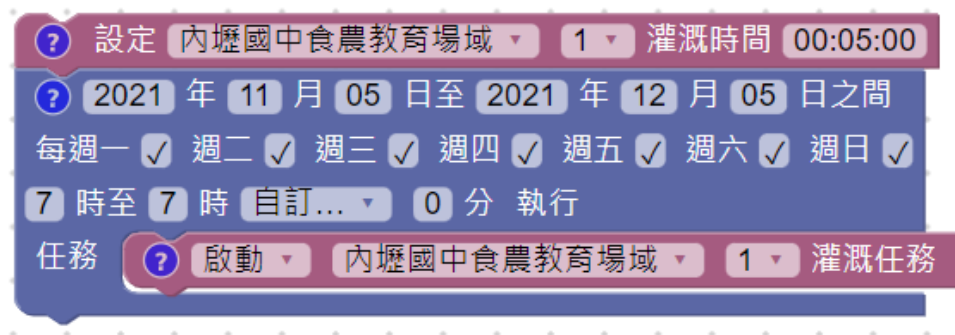 ? 設定 內壢國中食農教育場域 1 灌溉時間 00:05:00
? 2021 年 11 月 05 日至 2021 年 12 月 05 日之間
每週一 ✓ 週二 ✓ 週三 ✓ 週四 ✓ 週五 ✓ 週六 ✓ 週日 ✓
7 時至 7 時 自訂... 0 分 執行
任務 ? 啟動 內壢國中食農教育場域 1 灌溉任務